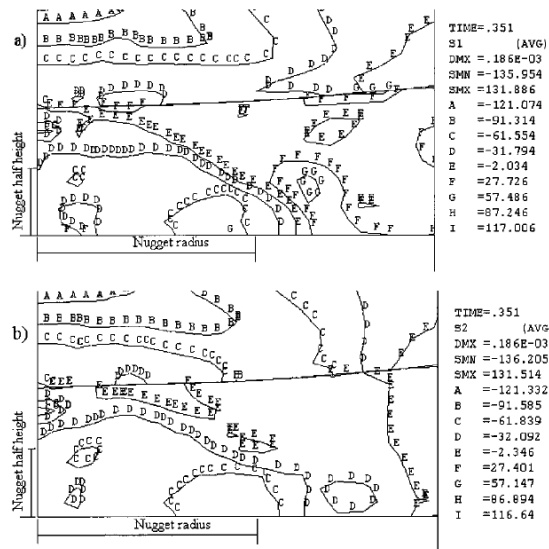 a)
TIME=.351
S1 (AVG)
DMX =.186E-03
SMN =-135.954
SMX =131.886
A =-121.074
B =-91.314
C =-61.554
D =-31.794
E =-2.034
F =27.726
G =57.486
H =87.246
I =117.006
Nugget half height
Nugget radius
b)
TIME=.351
S2 (AVG
DMX =.186E-03
SMN =-136.205
SMX =131.514
A =-121.332
B =-91.585
C =-61.839
D =-32.092
E =-2.346
F =27.401
G =57.147
H =86.894
I =116.64
Nugget half height
Nugget radius